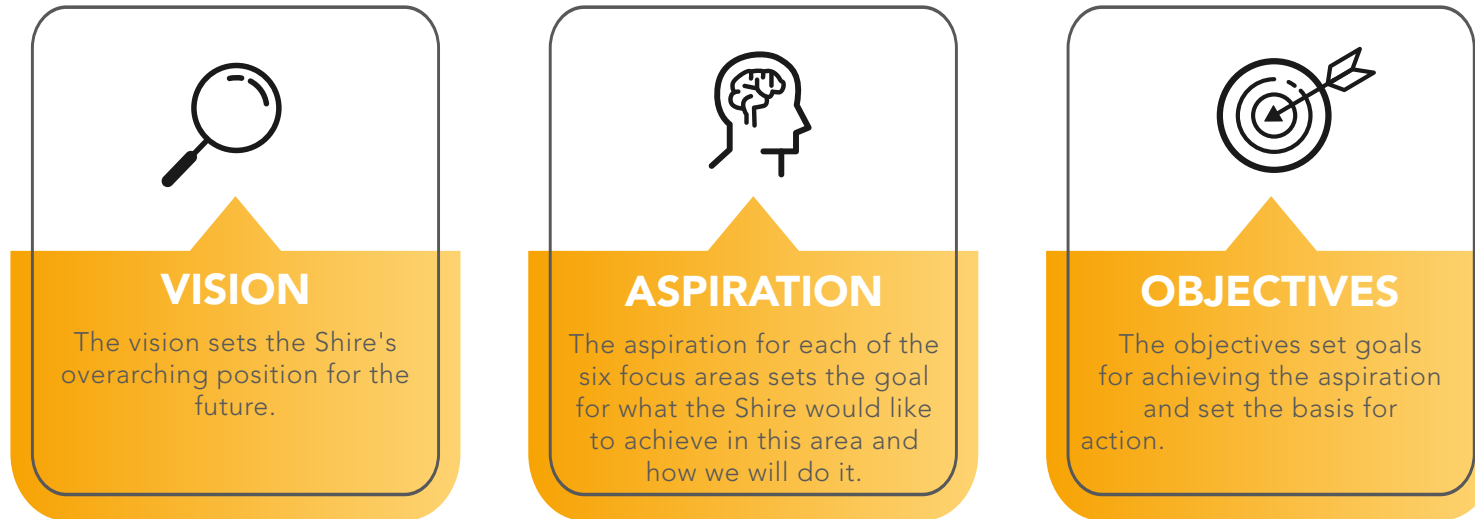 VISION
The vision sets the Shire's
overarching position for the
future.
ASPIRATION
The aspiration for each of the
six focus areas sets the goal
for what the Shire would like
to achieve in this area and
how we will do it.
OBJECTIVES
The objectives set goals
for achieving the aspiration
and set the basis for
action.